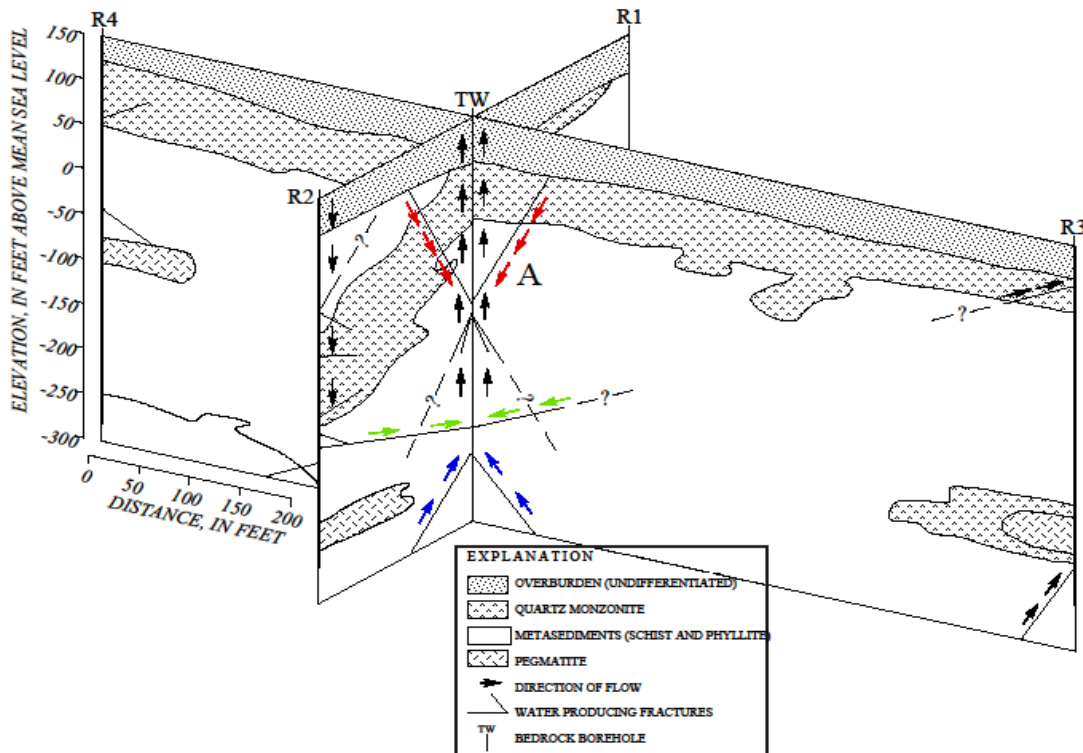 R4
R1
TW
R2
R3
A
ELEVATION, IN FEET ABOVE MEAN SEA LEVEL
150
100
50
0
-50
-100
-150
-200
-250
-300
0
50
100
150
200
DISTANCE, IN FEET
?
?
?
?
?
EXPLANATION
OVERBURDEN (UNDIFFERENTIATED)
QUARTZ MONZONITE
METASEDIMENTS (SCHIST AND PHYLLITE)
PEGMATITE
DIRECTION OF FLOW
WATER PRODUCING FRACTURES
TW BEDROCK BOREHOLE